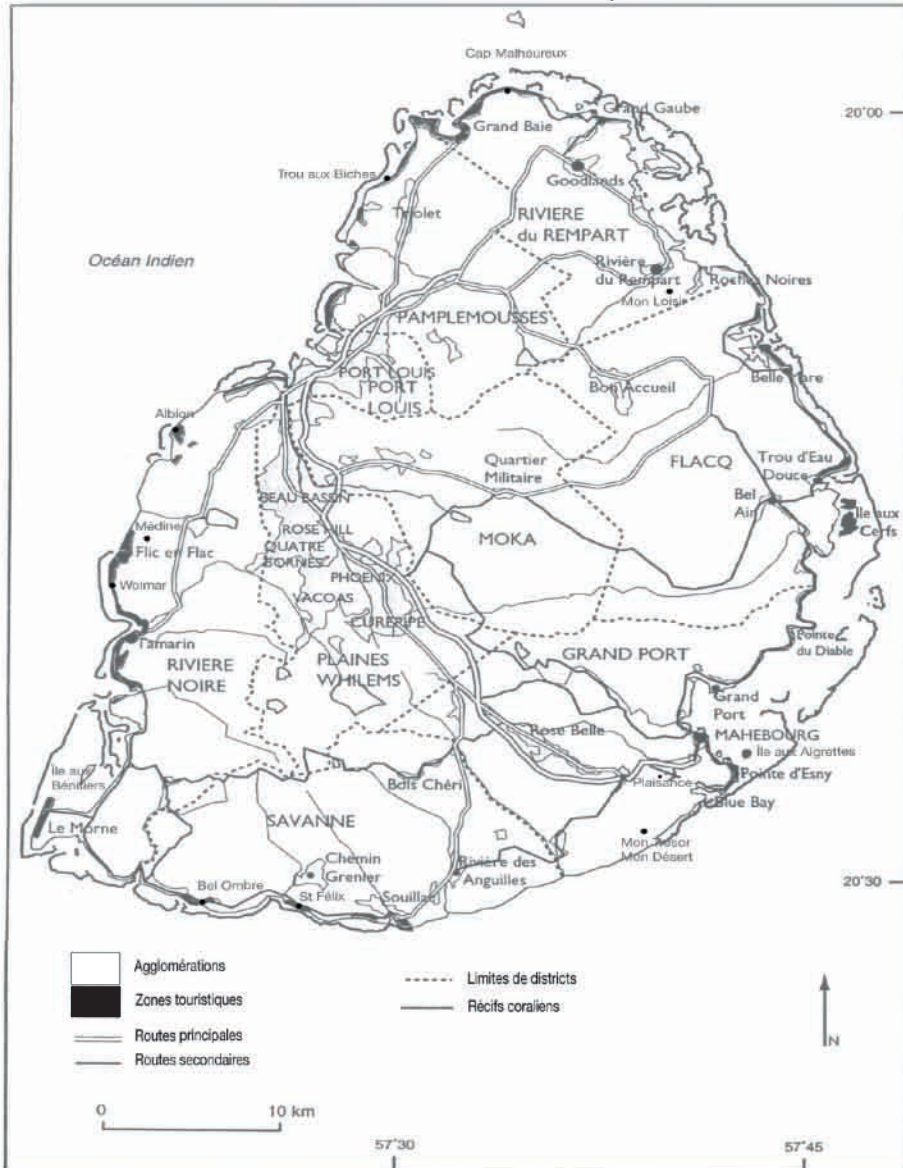 Cap Malheureux
Grand Gaube
20°00
Grand Baie
Trou aux Biches
Goodlands
Triolet
RIVIERE
du REMPART
Océan Indien
Rivière
du Rempart
Roches Noires
Mon Loisir
PAMPLEMOUSSES
PORT LOUIS
PORT
LOUIS
Bon Accueil
Belle Mare
Albion
Quartier
Militaire
FLACQ
Trou d'Eau
Douce
BEAU BASSIN
Bel
Air
Île aux
Cerfs
Médine
ROSE HILL
MOKA
Flic en Flac
QUATRE
BORNES
PHOENIX
Wolmar
VACOAS
CUREPIPE
Tamarin
Pointe
du Diable
RIVIERE
NOIRE
PLAINES
WHILEMS
GRAND PORT
Grand
Port
Rose Belle
MAHEBOURG
Île aux Aigrettes
Île aux
Bénitiers
Bois Chéri
Plaisance
Pointe d'Esny
Blue Bay
Le Morne
SAVANNE
Mon Trésor
Mon Désert
Chemin
Grenier
Rivière des
Anguilles
Bel Ombre
St Félix
Souillac
20°30
Agglomérations
Zones touristiques
Routes principales
Routes secondaires
Limites de districts
Récifs coraliens
N
0 10 km
57°30
57°45